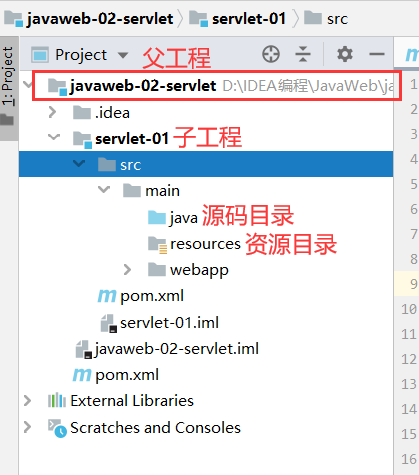 javaweb-02-servlet servlet-01 src
1: Project
Project 父工程
javaweb-02-servlet D:\IDEA编程\JavaWeb\ja
.idea
servlet-01 子工程
src
main
java 源码目录
resources 资源目录
webapp
pom.xml
servlet-01.iml
javaweb-02-servlet.iml
pom.xml
External Libraries
Scratches and Consoles
m
1
2
3
4
5
6
7
8
9
10
11
12
13
14
15
16